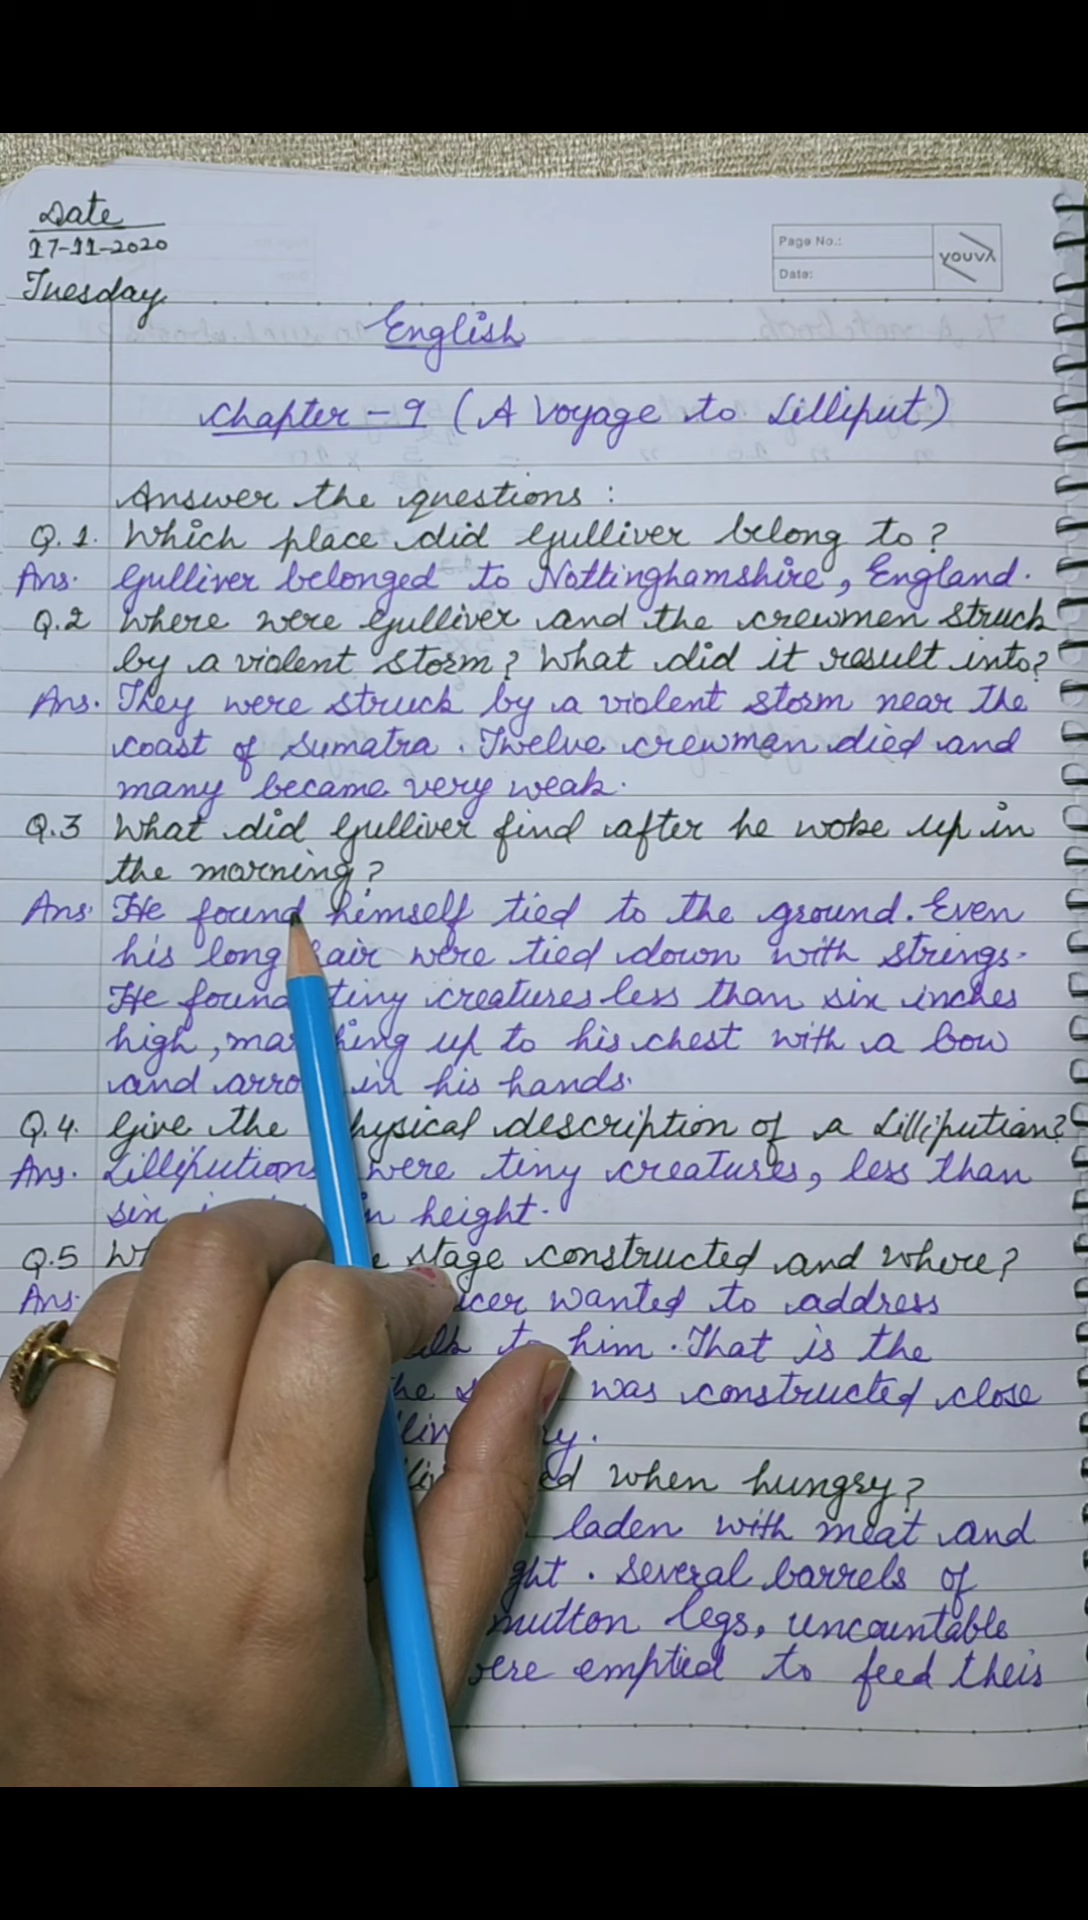 Date
17-11-2020
Tuesday
Page No.:
Date:
youva
English
Chapter - 9 (A Voyage to Lilliput)
Answer the questions :
Q.1. Which place did Gulliver belong to?
Ans. Gulliver belonged to Nottinghamshire, England.
Q.2 Where were Gulliver and the crewmen struck
by a violent storm? What did it result into?
Ans. They were struck by a violent storm near the
coast of Sumatra. Twelve crewman died and
many became very weak.
Q.3 What did Gulliver find after he woke up in
the morning?
Ans. He found himself tied to the ground. Even
his long hair were tied down with strings.
He found tiny creatures less than six inches
high, marching up to his chest with a bow
and arrow in his hands.
Q.4. Give the physical description of a Lilliputian?
Ans. Lilliputians were tiny creatures, less than
six in height.
Q.5 stage constructed and where?
Ans. wanted to address
to him. That is the
the was constructed close
when hungry?
laden with meat and
. Several barrels of
mutton legs, uncountable
were emptied to feed their